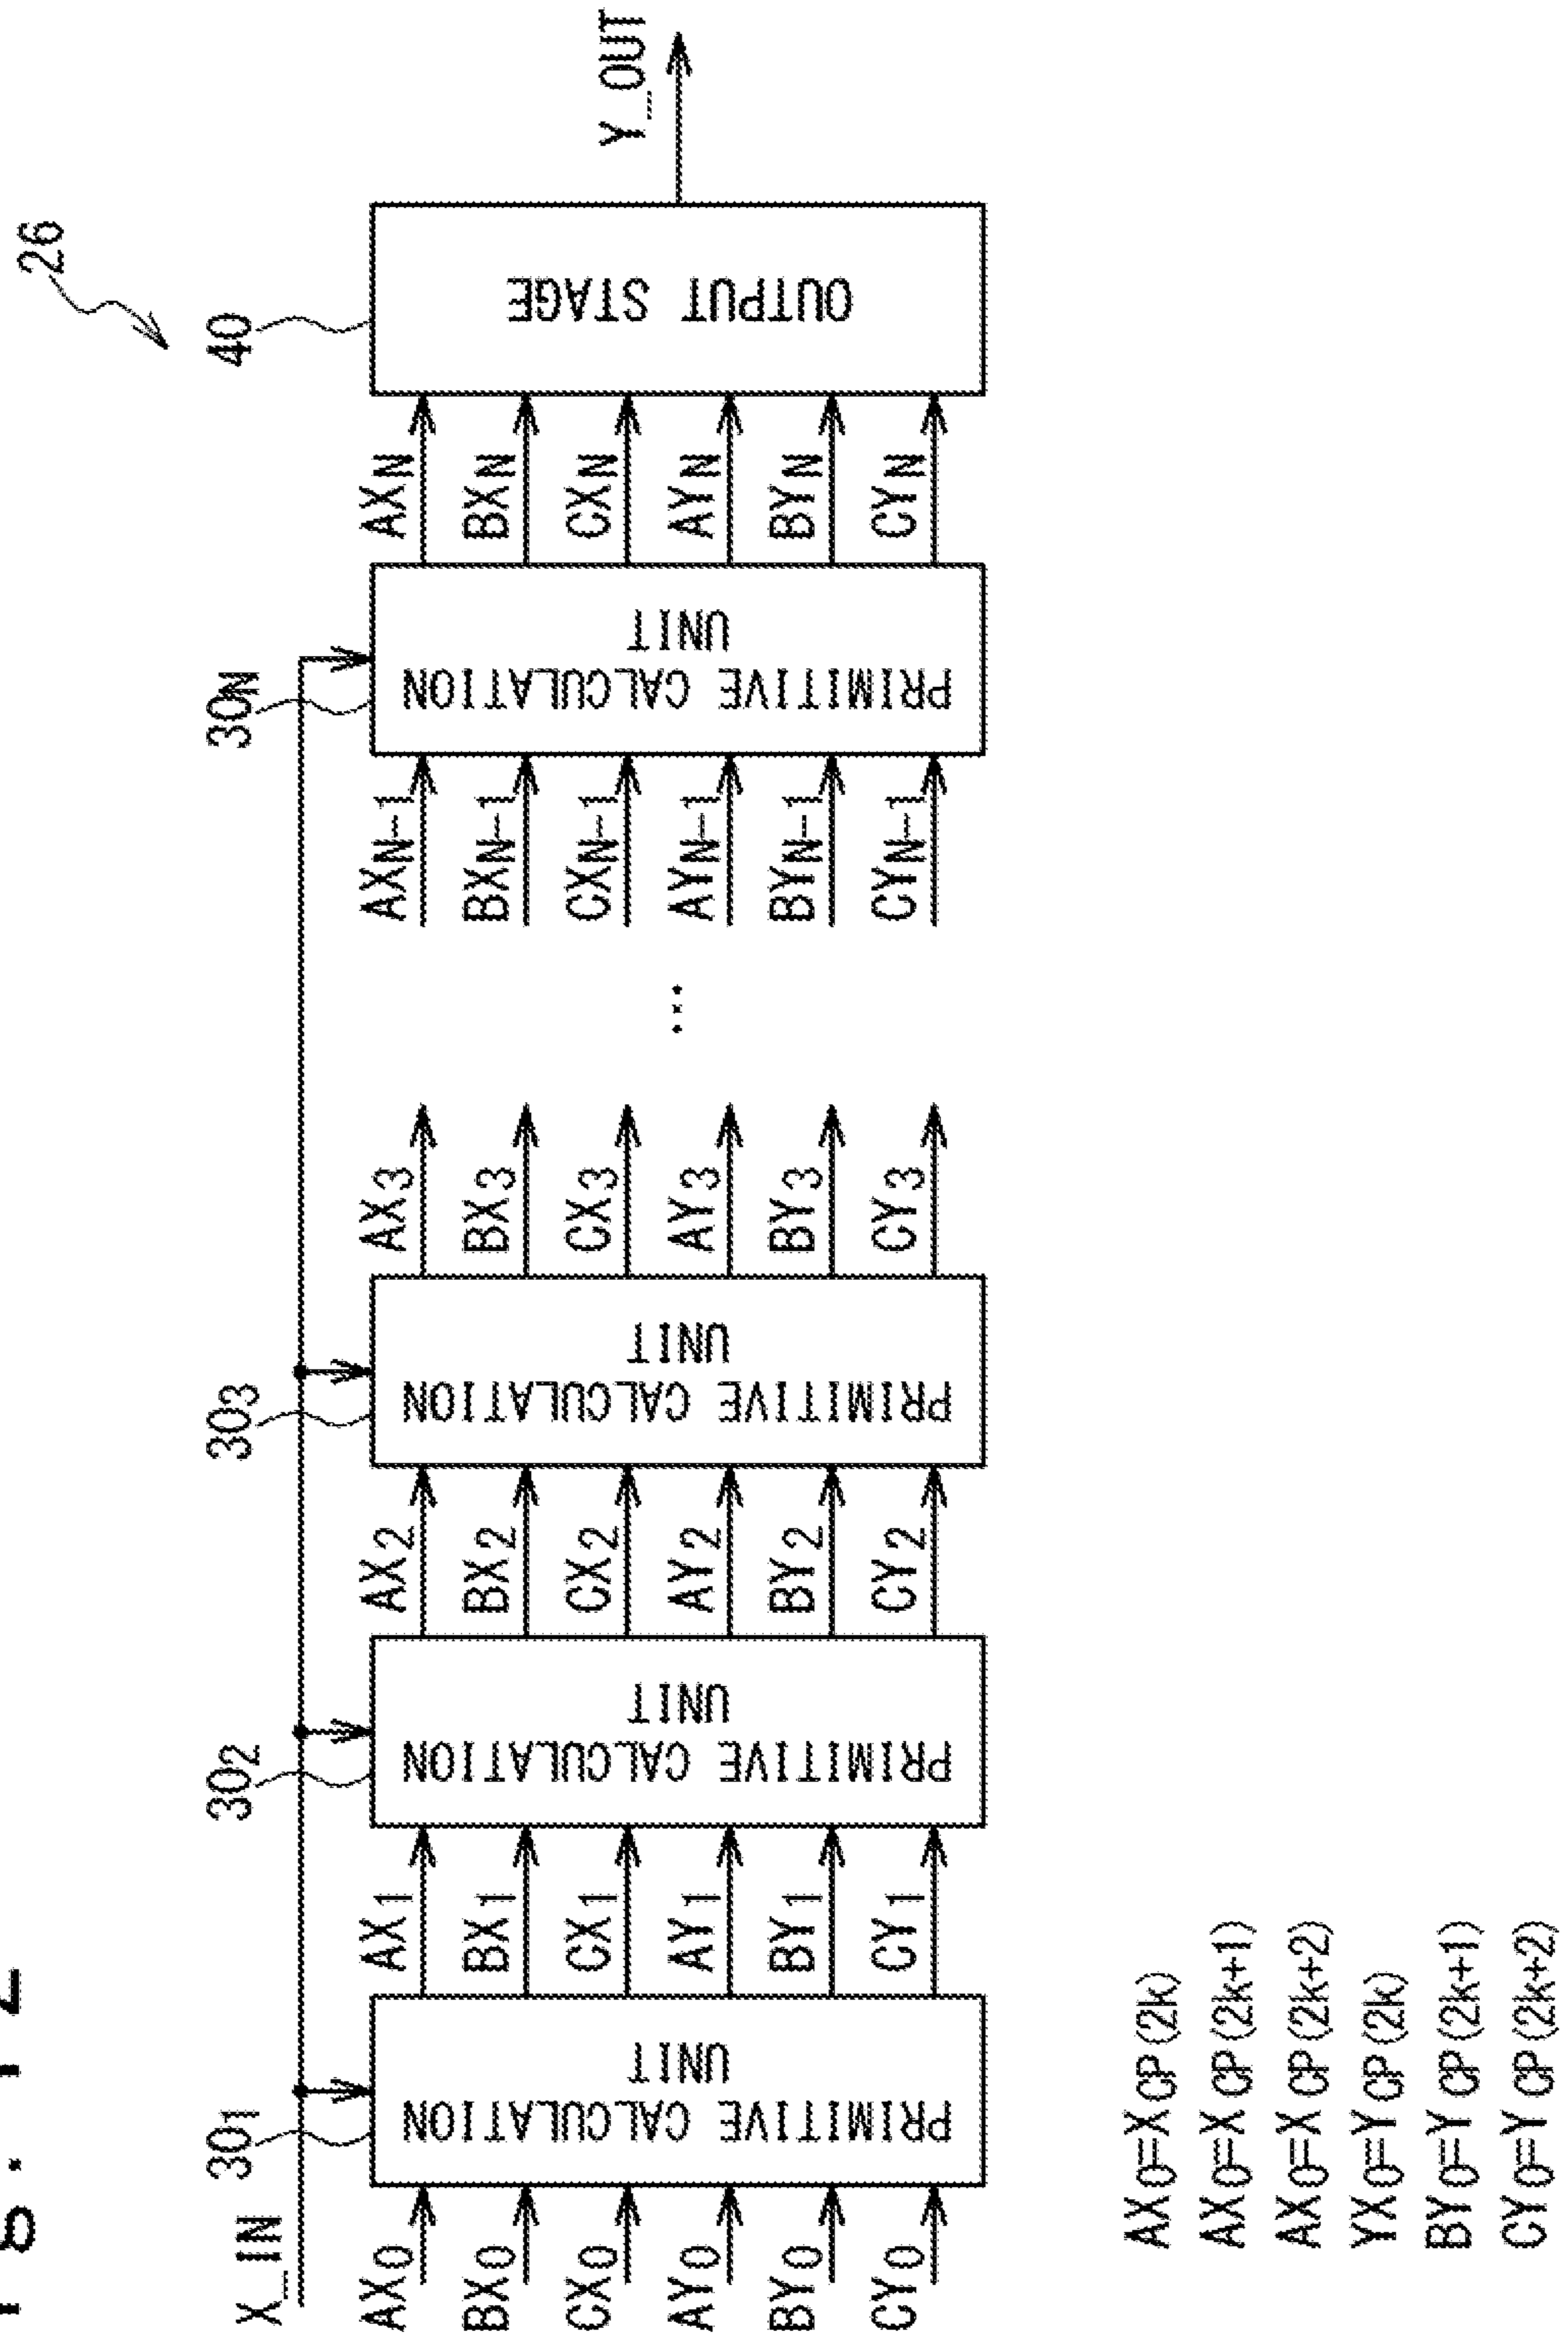 26
X_IN
301
302
303
30N
40
AX0
BX0
CX0
AY0
BY0
CY0
PRIMITIVE CALCULATION
UNIT
AX1
BX1
CX1
AY1
BY1
CY1
PRIMITIVE CALCULATION
UNIT
AX2
BX2
CX2
AY2
BY2
CY2
PRIMITIVE CALCULATION
UNIT
AX3
BX3
CX3
AY3
BY3
CY3
...
AXN-1
BXN-1
CXN-1
AYN-1
BYN-1
CYN-1
PRIMITIVE CALCULATION
UNIT
AXN
BXN
CXN
AYN
BYN
CYN
OUTPUT STAGE
Y_OUT
AX0=XCP(2k)
AX0=XCP(2k+1)
AX0=XCP(2k+2)
YX0=YCP(2k)
BY0=YCP(2k+1)
CY0=YCP(2k+2)